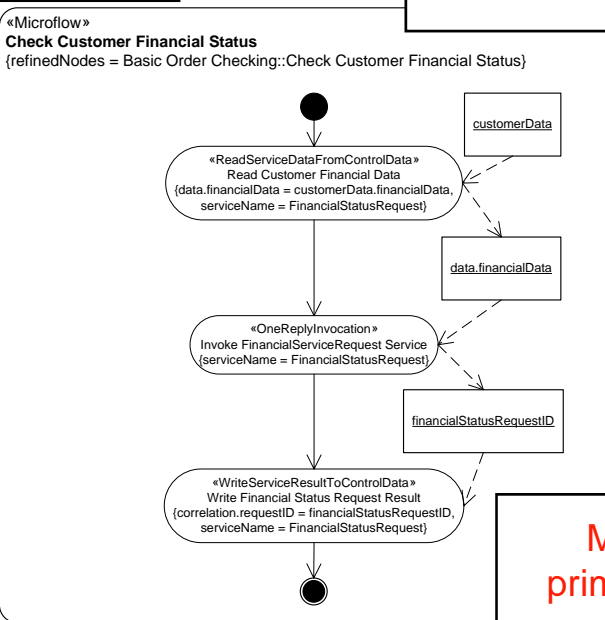 «Microflow»
Check Customer Financial Status
{refinedNodes = Basic Order Checking::Check Customer Financial Status}
customerData
«ReadServiceDataFromControlData»
Read Customer Financial Data
{data.financialData = customerData.financialData,
serviceName = FinancialStatusRequest}
data.financialData
«OneReplyInvocation»
Invoke FinancialServiceRequest Service
{serviceName = FinancialStatusRequest}
financialStatusRequestID
«WriteServiceResultToControlData»
Write Financial Status Request Result
{correlation.requestID = financialStatusRequestID,
serviceName = FinancialStatusRequest}